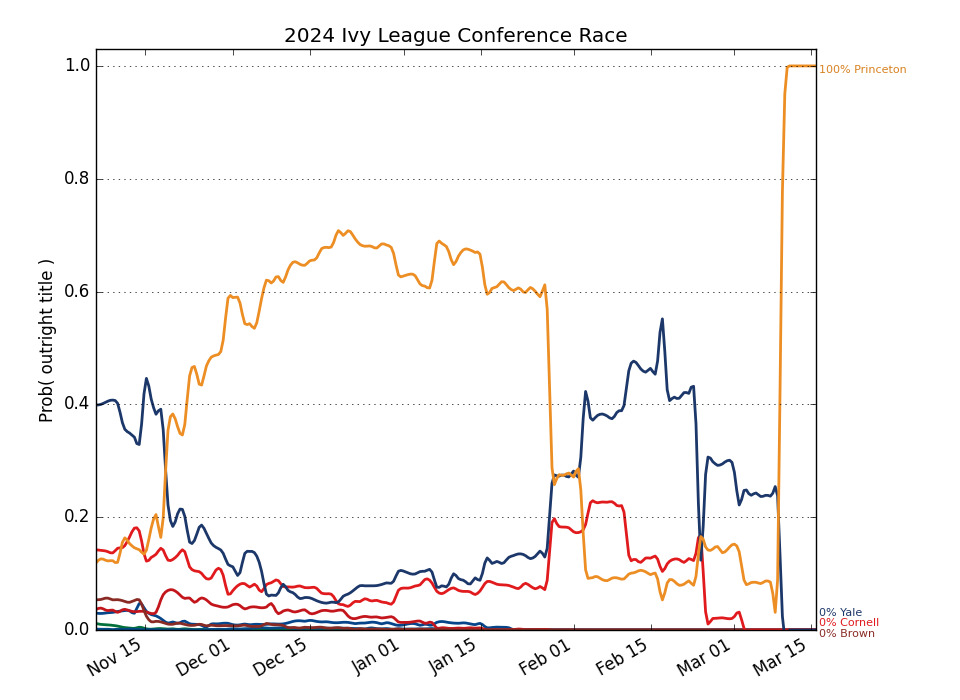 2024 Ivy League Conference Race
Prob( outright title )
1.0
0.8
0.6
0.4
0.2
0.0
100% Princeton
0% Yale
0% Cornell
0% Brown
Nov 15
Dec 01
Dec 15
Jan 01
Jan 15
Feb 01
Feb 15
Mar 01
Mar 15